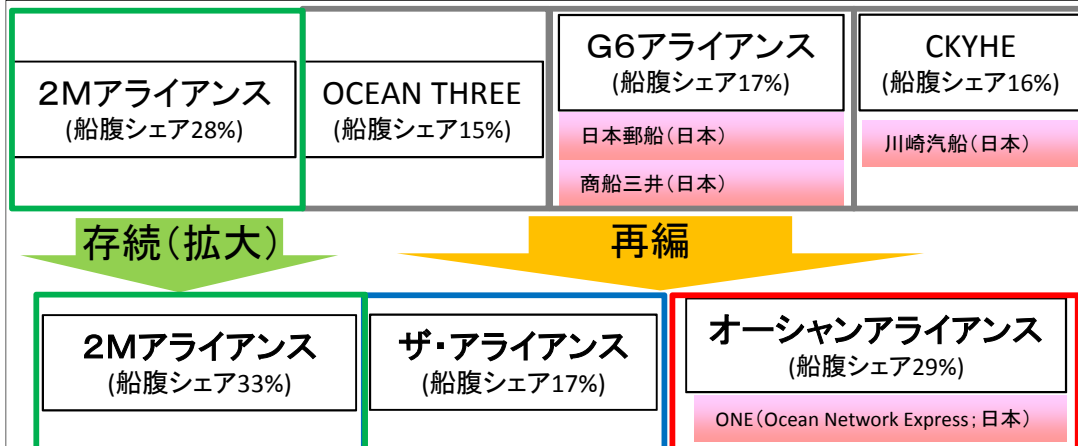 2Mアライアンス
(船腹シェア28%)
OCEAN THREE
(船腹シェア15%)
G6アライアンス
(船腹シェア17%)
日本郵船(日本)
商船三井(日本)
CKYHE
(船腹シェア16%)
川崎汽船(日本)
存続(拡大)
再編
2Mアライアンス
(船腹シェア33%)
ザ・アライアンス
(船腹シェア17%)
オーシャンアライアンス
(船腹シェア29%)
ONE(Ocean Network Express;日本)